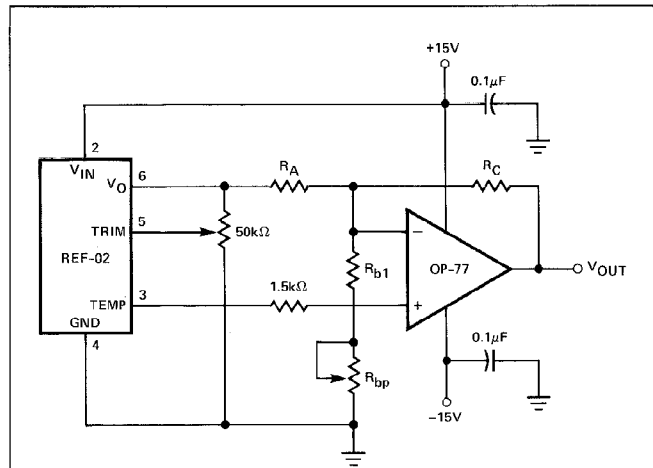 +15V
0.1µF
2
VIN
VO
6
RA
RC
TRIM
5
50kΩ
REF-02
Rb1
−
OP-77
+
VOUT
TEMP
3
1.5kΩ
GND
4
Rbp
0.1µF
−15V